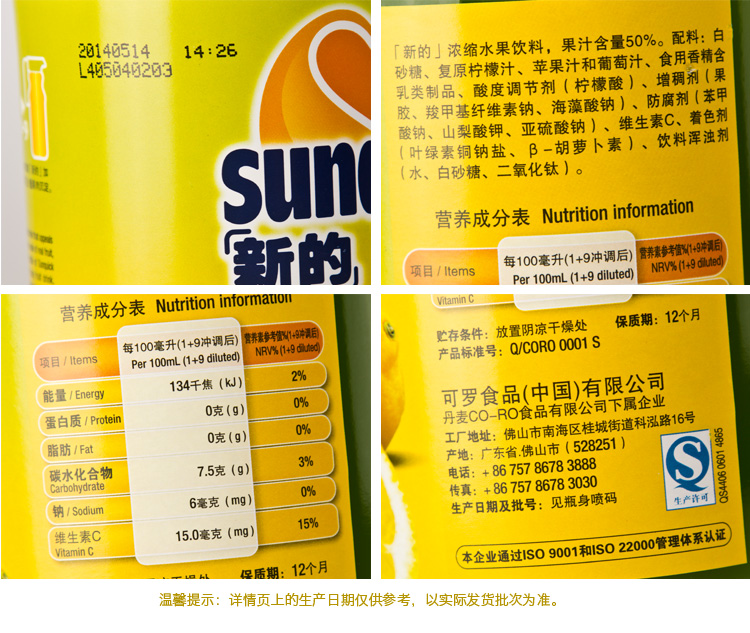 20140514 14:26
L405040203
sun
「新的」
「新的」浓缩水果饮料，果汁含量50%。配料：白
砂糖、复原柠檬汁、苹果汁和葡萄汁、食用香精含
乳类制品、酸度调节剂（柠檬酸）、增稠剂（果
胶、羧甲基纤维素钠、海藻酸钠）、防腐剂（苯甲
酸钠、山梨酸钾、亚硫酸钠）、维生素C、着色剂
（叶绿素铜钠盐、β-胡萝卜素）、饮料浑浊剂
（水、白砂糖、二氧化钛）。
营养成分表 Nutrition information
项目 / Items 每100毫升(1+9冲调后) 营养素参考值%(1+9冲调后)
Per 100mL (1+9 diluted) NRV% (1+9 diluted)
Vitamin C
营养成分表 Nutrition information
项目 / Items 每100毫升(1+9冲调后) 营养素参考值%(1+9冲调后)
Per 100mL (1+9 diluted) NRV% (1+9 diluted)
能量 / Energy 134千焦 (kJ) 2%
蛋白质 / Protein 0克 (g) 0%
脂肪 / Fat 0克 (g) 0%
碳水化合物 7.5克 (g) 3%
Carbohydrate
钠 / Sodium 6毫克 (mg) 0%
维生素C 15.0毫克 (mg) 15%
Vitamin C
保质期：12个月
贮存条件：放置阴凉干燥处 保质期：12个月
产品标准号：Q/CORO 0001 S
可罗食品(中国)有限公司
丹麦CO-RO食品有限公司下属企业
工厂地址：佛山市南海区桂城街道科泓路16号
产地：广东省.佛山市（528251）
电话：+86 757 8678 3888
传真：+86 757 8678 3030
生产日期及批号：见瓶身喷码
QS
生产许可
QS4406 0601 4865
本企业通过ISO 9001和ISO 22000管理体系认证
温馨提示：详情页上的生产日期仅供参考，以实际发货批次为准。